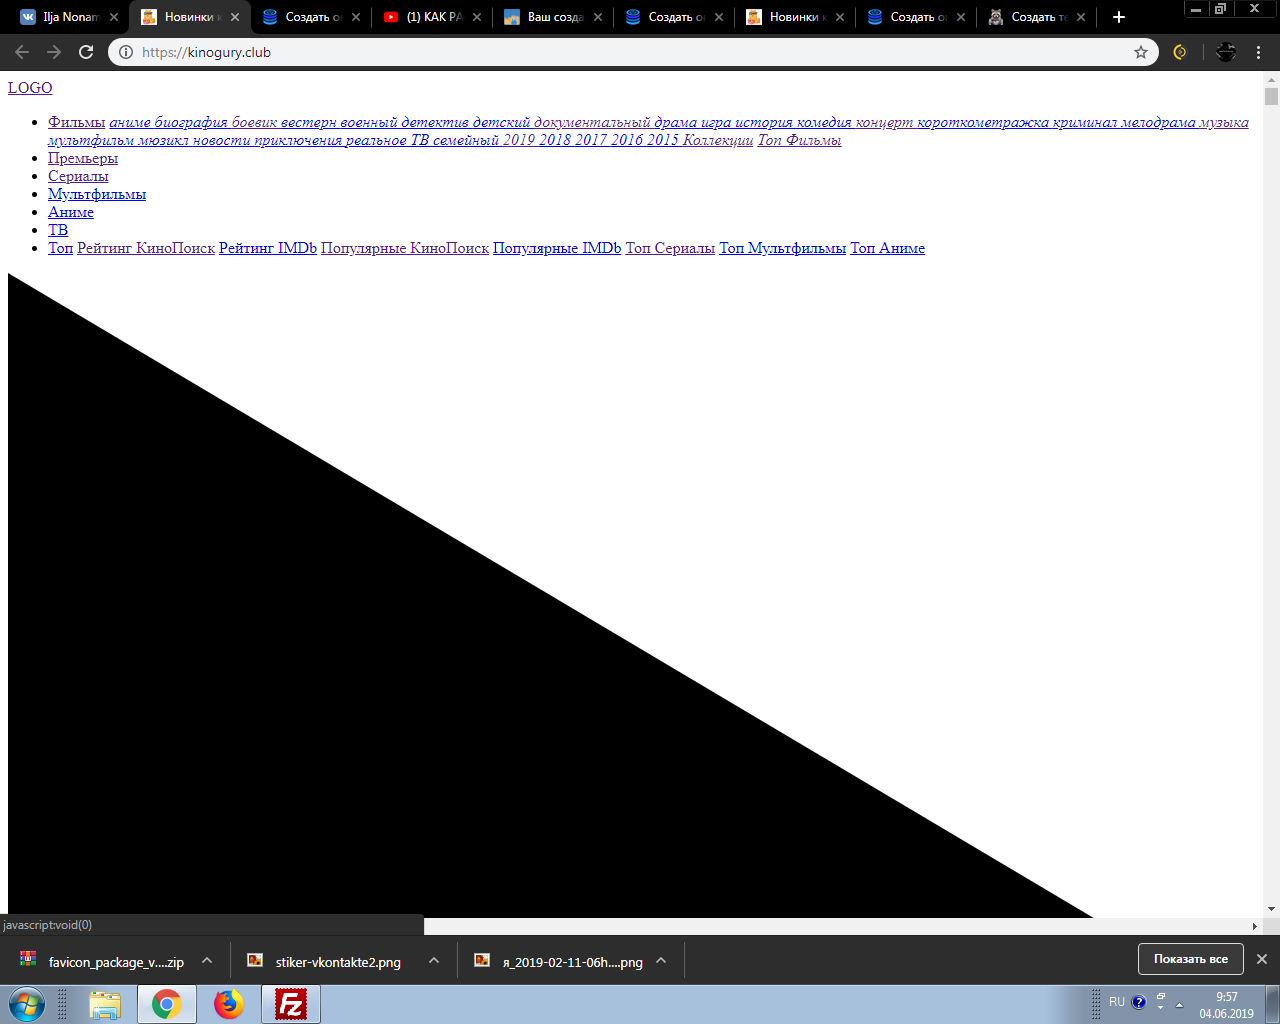 Ilja Nonam
Новинки к
Создать о
(1) КАК РА
Ваш созда
Создать о
Новинки к
Создать о
Создать те
https://kinogury.club
LOGO
Фильмы аниме биография боевик вестерн военный детектив детский документальный драма игра история комедия концерт короткометражка криминал мелодрама музыка
мультфильм мюзикл новости приключения реальное ТВ семейный 2019 2018 2017 2016 2015 Коллекции Топ Фильмы
Премьеры
Сериалы
Мультфильмы
Аниме
ТВ
Топ Рейтинг КиноПоиск Рейтинг IMDb Популярные КиноПоиск Популярные IMDb Топ Сериалы Топ Мультфильмы Топ Аниме
javascript:void(0)
favicon_package_v....zip
stiker-vkontakte2.png
я_2019-02-11-06h....png
Показать все
RU
9:57
04.06.2019